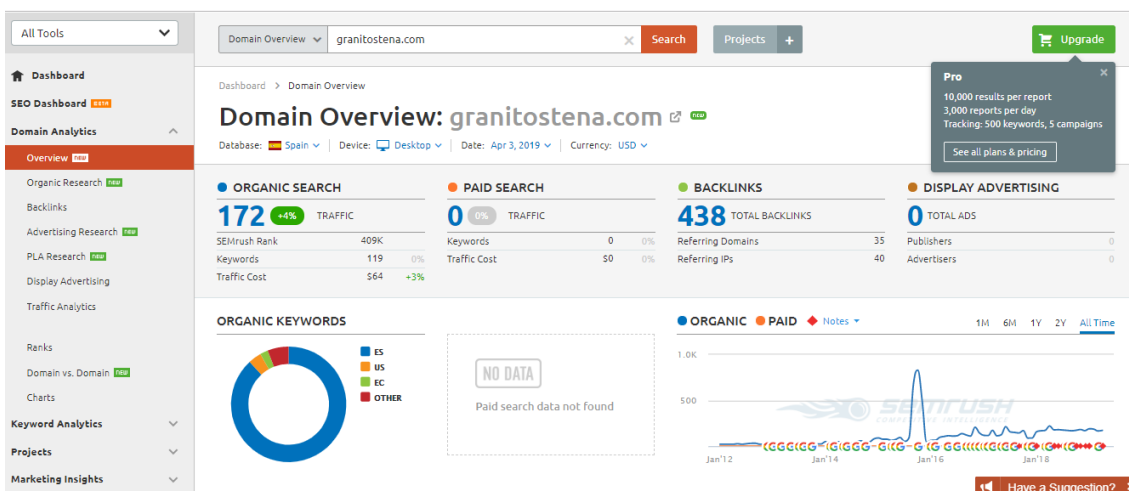 All Tools
Domain Overview granitostena.com × Search Projects + Upgrade
Dashboard
SEO Dashboard BETA
Domain Analytics
Overview new
Organic Research new
Backlinks
Advertising Research new
PLA Research new
Display Advertising
Traffic Analytics
Ranks
Domain vs. Domain new
Charts
Keyword Analytics
Projects
Marketing Insights
Pro ×
10,000 results per report
3,000 reports per day
Tracking: 500 keywords, 5 campaigns
See all plans & pricing
Dashboard > Domain Overview
Domain Overview: granitostena.com new
Database: Spain Device: Desktop Date: Apr 3, 2019 Currency: USD
ORGANIC SEARCH
172 +4% TRAFFIC
SEMrush Rank 409K
Keywords 119 0%
Traffic Cost $64 +3%
PAID SEARCH
0 0% TRAFFIC
Keywords 0 0%
Traffic Cost $0 0%
BACKLINKS
438 TOTAL BACKLINKS
Referring Domains 35
Referring IPs 40
DISPLAY ADVERTISING
0 TOTAL ADS
Publishers 0
Advertisers 0
ORGANIC KEYWORDS
ES
US
EC
OTHER
NO DATA
Paid search data not found
ORGANIC PAID Notes 1M 6M 1Y 2Y All Time
1.0K
500
SEMRUSH
COMPETITIVE INTELLIGENCE
Jan'12 Jan'14 Jan'16 Jan'18
Have a Suggestion?